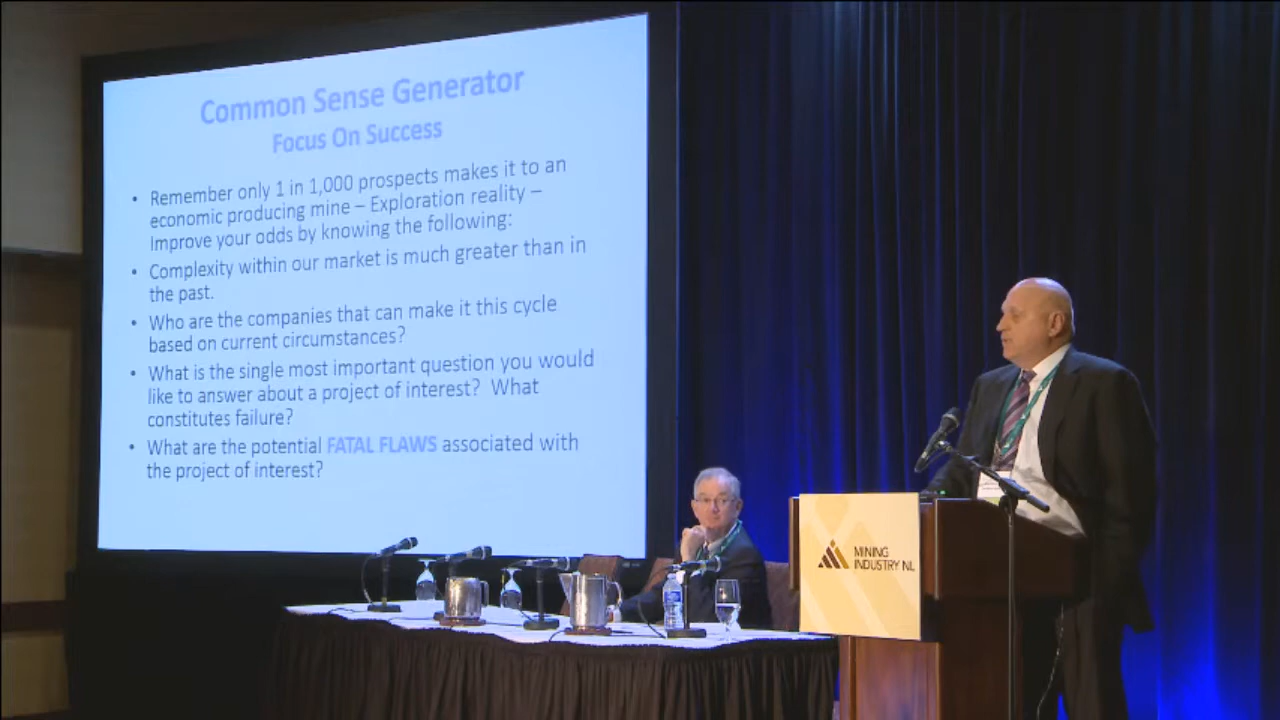 Common Sense Generator
Focus On Success
• Remember only 1 in 1,000 prospects makes it to an
economic producing mine – Exploration reality –
Improve your odds by knowing the following:
• Complexity within our market is much greater than in
the past.
• Who are the companies that can make it this cycle
based on current circumstances?
• What is the single most important question you would
like to answer about a project of interest? What
constitutes failure?
• What are the potential FATAL FLAWS associated with
the project of interest?
MINING
INDUSTRY NL